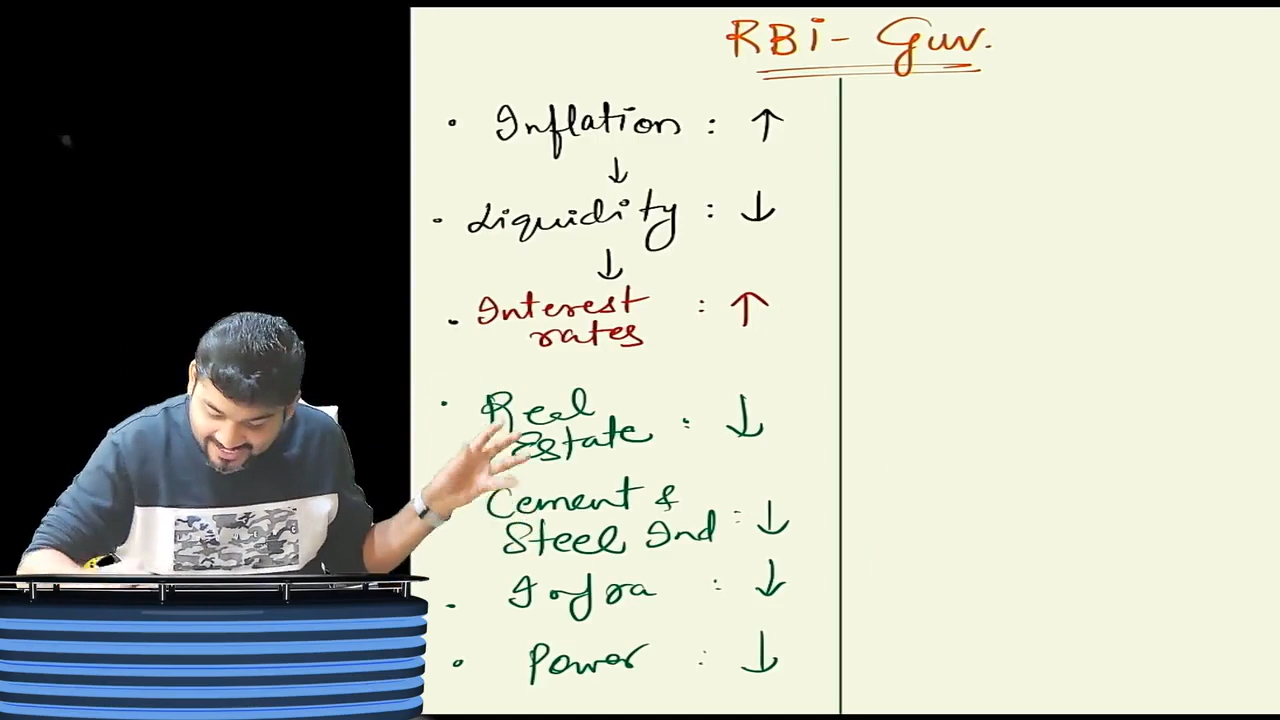 RBi - Guv.
• Inflation : ↑
↓
• Liquidity : ↓
↓
• Interest : ↑
rates
• Real
Estate : ↓
Cement &
Steel Ind : ↓
• Infra : ↓
• Power : ↓